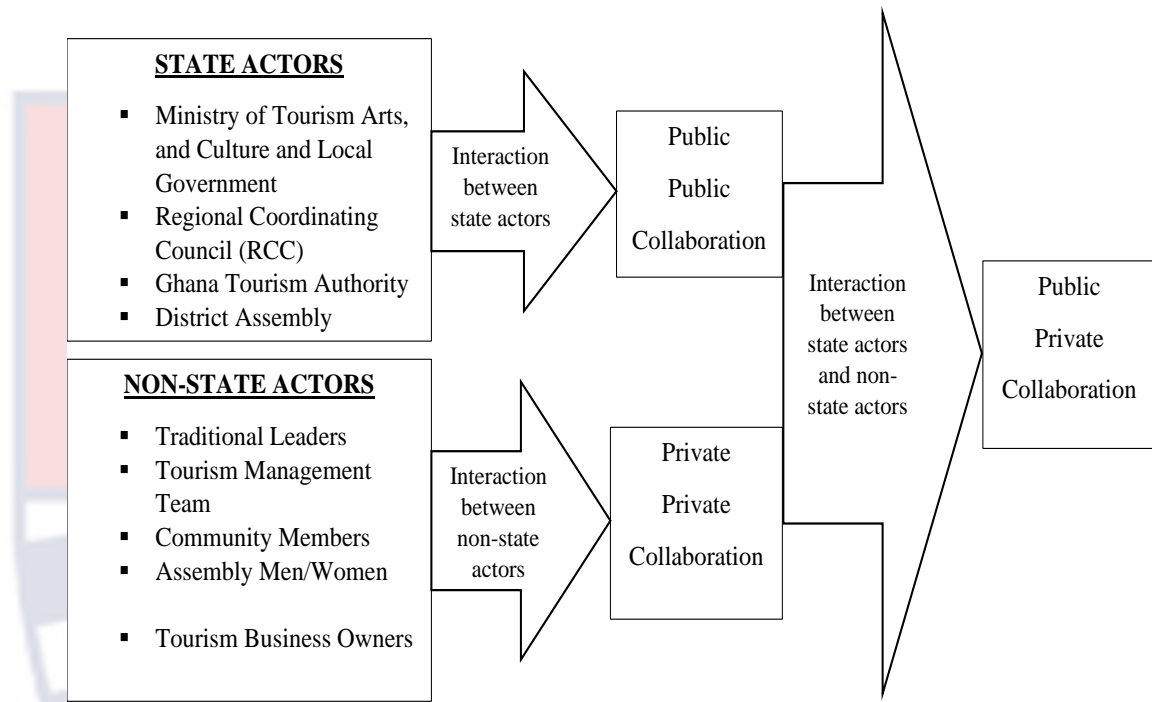 STATE ACTORS
▪ Ministry of Tourism Arts,
and Culture and Local
Government
▪ Regional Coordinating
Council (RCC)
▪ Ghana Tourism Authority
▪ District Assembly
Interaction
between
state actors
Public
Public
Collaboration
NON-STATE ACTORS
▪ Traditional Leaders
▪ Tourism Management
Team
▪ Community Members
▪ Assembly Men/Women
▪ Tourism Business Owners
Interaction
between
non-state
actors
Private
Private
Collaboration
Interaction
between
state actors
and non-
state actors
Public
Private
Collaboration